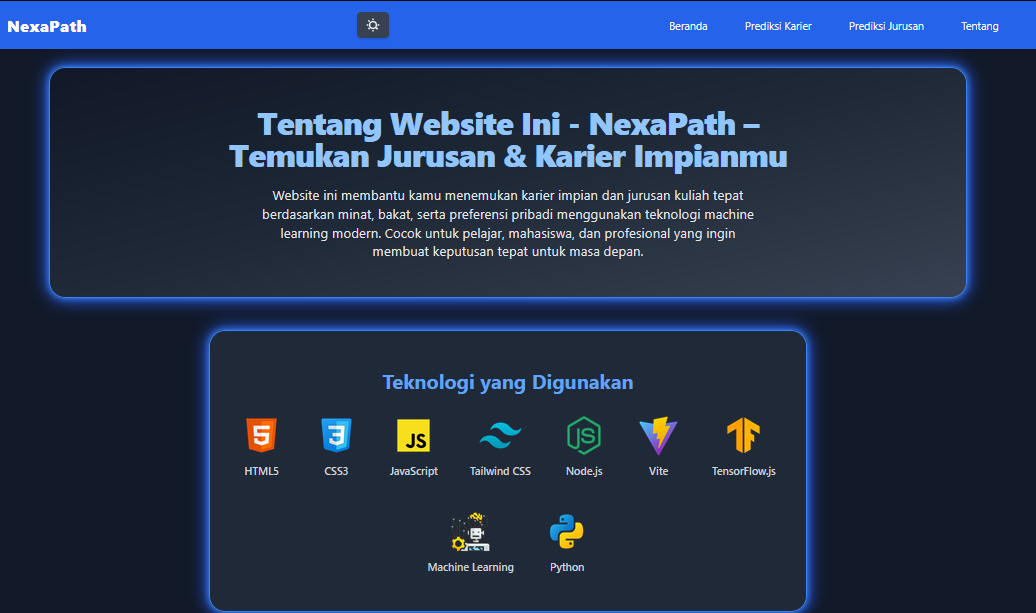 NexaPath
Beranda
Prediksi Karier
Prediksi Jurusan
Tentang
Tentang Website Ini - NexaPath –
Temukan Jurusan & Karier Impianmu
Website ini membantu kamu menemukan karier impian dan jurusan kuliah tepat
berdasarkan minat, bakat, serta preferensi pribadi menggunakan teknologi machine
learning modern. Cocok untuk pelajar, mahasiswa, dan profesional yang ingin
membuat keputusan tepat untuk masa depan.
Teknologi yang Digunakan
5
3
JS
JS
HTML5
CSS3
JavaScript
Tailwind CSS
Node.js
Vite
TensorFlow.js
Machine Learning
Python